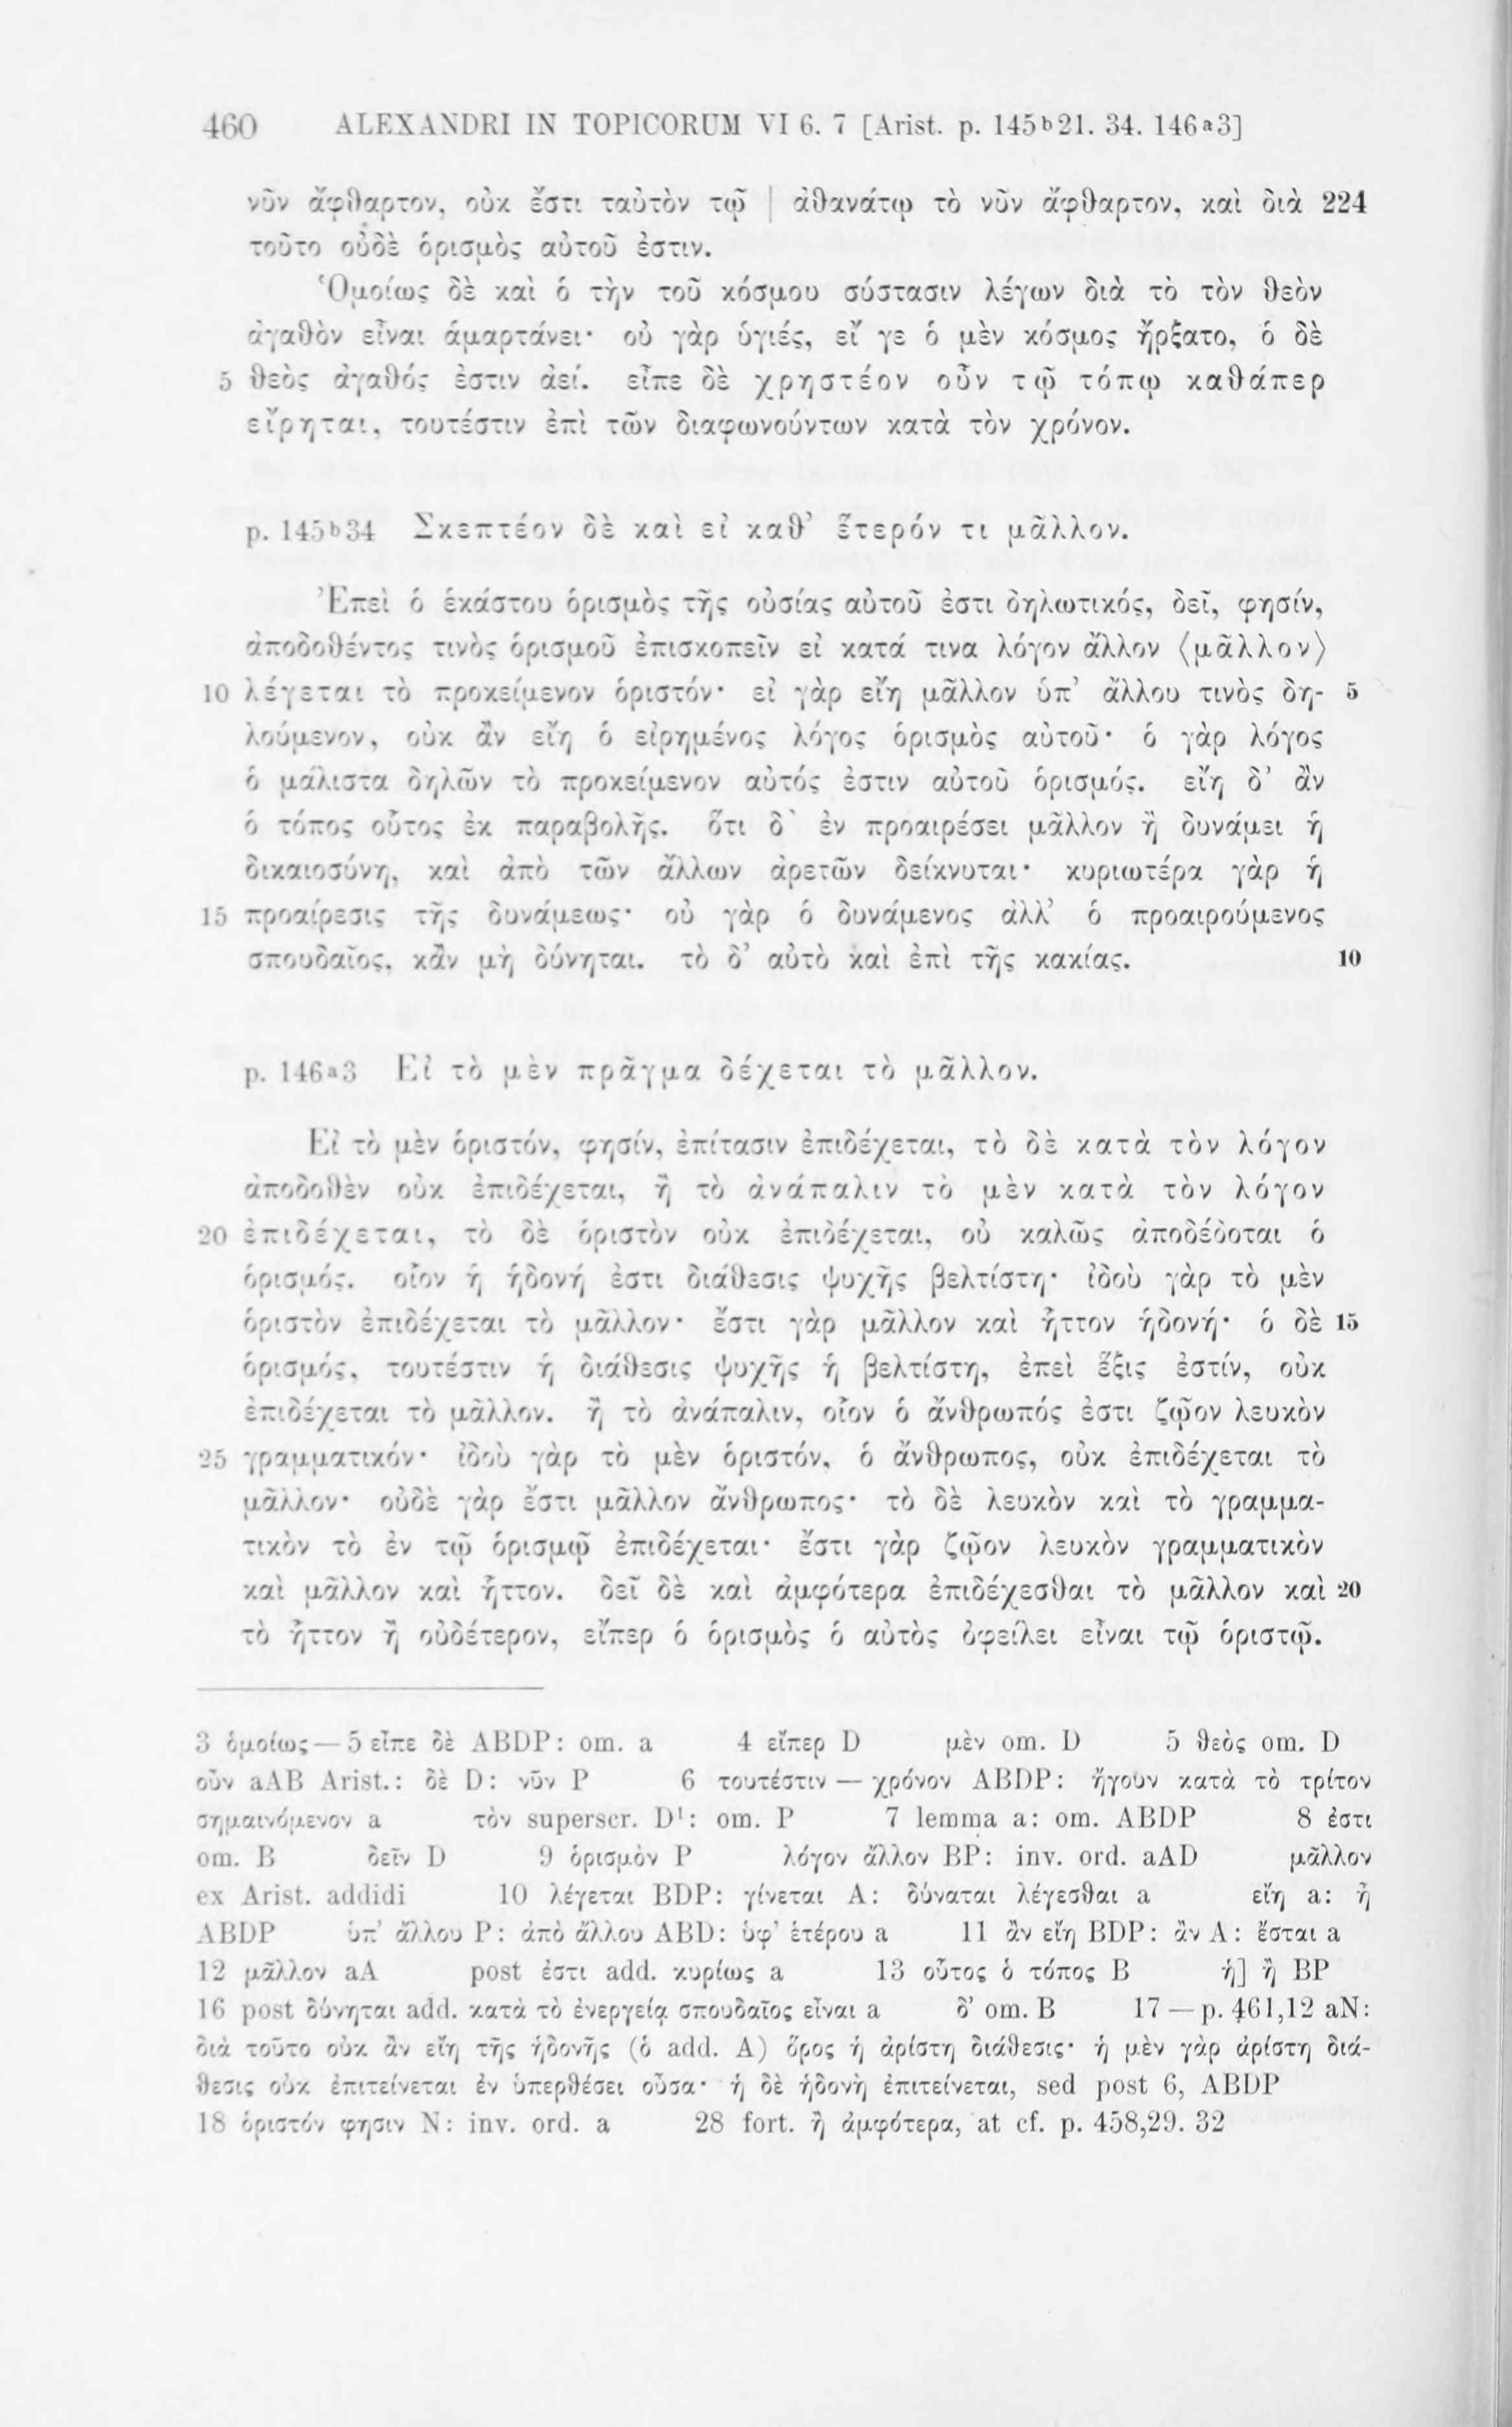 460 ALEXANDRI IN TOPICORUM VI 6. 7 [Arist. p. 145ᵇ21. 34. 146ᵃ3]
νῦν ἄφθαρτον, οὐκ ἔστι ταὐτὸν τῷ | ἀθανάτῳ τὸ νῦν ἄφθαρτον, καὶ διὰ 224
τοῦτο οὐδὲ ὁρισμὸς αὐτοῦ ἐστιν.
Ὁμοίως δὲ καὶ ὁ τὴν τοῦ κόσμου σύστασιν λέγων διὰ τὸ τὸν θεὸν
ἀγαθὸν εἶναι ἁμαρτάνει· οὐ γὰρ ὑγιές, εἴ γε ὁ μὲν κόσμος ἤρξατο, ὁ δὲ
5 θεὸς ἀγαθός ἐστιν ἀεί. εἶπε δὲ χρηστέον οὖν τῷ τόπῳ καθάπερ
εἴρηται, τουτέστιν ἐπὶ τῶν διαφωνούντων κατὰ τὸν χρόνον.
p. 145ᵇ34 Σκεπτέον δὲ καὶ εἰ καθ’ ἕτερόν τι μᾶλλον.
Ἐπεὶ ὁ ἑκάστου ὁρισμὸς τῆς οὐσίας αὐτοῦ ἐστι δηλωτικός, δεῖ, φησίν,
ἀποδοθέντος τινὸς ὁρισμοῦ ἐπισκοπεῖν εἰ κατά τινα λόγον ἄλλον ⟨μᾶλλον⟩
10 λέγεται τὸ προκείμενον ὁριστόν· εἰ γὰρ εἴη μᾶλλον ὑπ’ ἄλλου τινὸς δη- 5
λούμενον, οὐκ ἂν εἴη ὁ εἰρημένος λόγος ὁρισμὸς αὐτοῦ· ὁ γὰρ λόγος
ὁ μάλιστα δηλῶν τὸ προκείμενον αὐτός ἐστιν αὐτοῦ ὁρισμός. εἴη δ’ ἂν
ὁ τόπος οὗτος ἐκ παραβολῆς. ὅτι δ’ ἐν προαιρέσει μᾶλλον ἢ δυνάμει ἡ
δικαιοσύνη, καὶ ἀπὸ τῶν ἄλλων ἀρετῶν δείκνυται· κυριωτέρα γὰρ ἡ
15 προαίρεσις τῆς δυνάμεως· οὐ γὰρ ὁ δυνάμενος ἀλλ’ ὁ προαιρούμενος
σπουδαῖος, κἂν μὴ δύνηται. τὸ δ’ αὐτὸ καὶ ἐπὶ τῆς κακίας. 10
p. 146ᵃ3 Εἰ τὸ μὲν πρᾶγμα δέχεται τὸ μᾶλλον.
Εἰ τὸ μὲν ὁριστόν, φησίν, ἐπίτασιν ἐπιδέχεται, τὸ δὲ κατὰ τὸν λόγον
ἀποδοθὲν οὐκ ἐπιδέχεται, ἢ τὸ ἀνάπαλιν τὸ μὲν κατὰ τὸν λόγον
20 ἐπιδέχεται, τὸ δὲ ὁριστὸν οὐκ ἐπιδέχεται, οὐ καλῶς ἀποδέδοται ὁ
ὁρισμός. οἷον ἡ ἡδονή ἐστι διάθεσις ψυχῆς βελτίστη· ἰδοὺ γὰρ τὸ μὲν
ὁριστὸν ἐπιδέχεται τὸ μᾶλλον· ἔστι γὰρ μᾶλλον καὶ ἧττον ἡδονή· ὁ δὲ 15
ὁρισμός, τουτέστιν ἡ διάθεσις ψυχῆς ἡ βελτίστη, ἐπεὶ ἕξις ἐστίν, οὐκ
ἐπιδέχεται τὸ μᾶλλον. ἢ τὸ ἀνάπαλιν, οἷον ὁ ἄνθρωπός ἐστι ζῷον λευκὸν
25 γραμματικόν· ἰδοὺ γὰρ τὸ μὲν ὁριστόν, ὁ ἄνθρωπος, οὐκ ἐπιδέχεται τὸ
μᾶλλον· οὐδὲ γὰρ ἔστι μᾶλλον ἄνθρωπος· τὸ δὲ λευκὸν καὶ τὸ γραμμα-
τικὸν τὸ ἐν τῷ ὁρισμῷ ἐπιδέχεται· ἔστι γὰρ ζῷον λευκὸν γραμματικὸν
καὶ μᾶλλον καὶ ἧττον. δεῖ δὲ καὶ ἀμφότερα ἐπιδέχεσθαι τὸ μᾶλλον καὶ 20
τὸ ἧττον ἢ οὐδέτερον, εἴπερ ὁ ὁρισμὸς ὁ αὐτὸς ὀφείλει εἶναι τῷ ὁριστῷ.
3 ὁμοίως — 5 εἶπε δὲ ABDP: om. a 4 εἴπερ D μὲν om. D 5 θεὸς om. D
οὖν aAB Arist.: δὲ D: νῦν P 6 τουτέστιν — χρόνον ABDP: ἤγουν κατὰ τὸ τρίτον
σημαινόμενον a τὸν superscr. D¹: om. P 7 lemma a: om. ABDP 8 ἐστι
om. B δεῖν D 9 ὁρισμὸν P λόγον ἄλλον BP: inv. ord. aAD μᾶλλον
ex Arist. addidi 10 λέγεται BDP: γίνεται A: δύναται λέγεσθαι a εἴη a: ἢ
ABDP ὑπ’ ἄλλου P: ἀπὸ ἄλλου ABD: ὑφ’ ἑτέρου a 11 ἂν εἴη BDP: ἂν A: ἔσται a
12 μᾶλλον aA post ἐστι add. κυρίως a 13 οὗτος ὁ τόπος B ἡ] ἢ BP
16 post δύνηται add. κατὰ τὸ ἐνεργείᾳ σπουδαῖος εἶναι a δ’ om. B 17 — p. 461,12 aN:
διὰ τοῦτο οὐκ ἂν εἴη τῆς ἡδονῆς (ὁ add. A) ὅρος ἡ ἀρίστη διάθεσις· ἡ μὲν γὰρ ἀρίστη διά-
θεσις οὐκ ἐπιτείνεται ἐν ὑπερθέσει οὖσα· ἡ δὲ ἡδονὴ ἐπιτείνεται, sed post 6, ABDP
18 ὁριστόν φησιν N: inv. ord. a 28 fort. ἢ ἀμφότερα, at cf. p. 458,29. 32